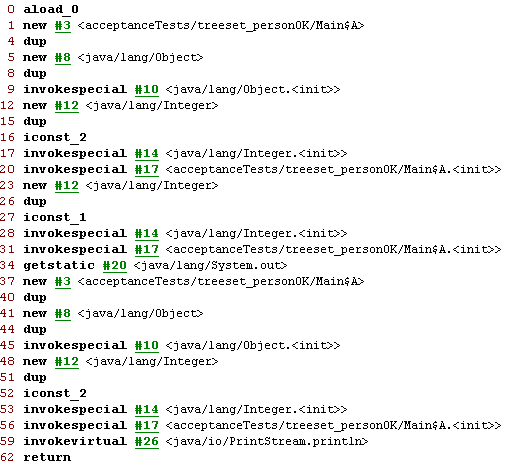 0 aload_0
1 new #3 <acceptanceTests/treeset_personOK/Main$A>
4 dup
5 new #8 <java/lang/Object>
8 dup
9 invokespecial #10 <java/lang/Object.<init>>
12 new #12 <java/lang/Integer>
15 dup
16 iconst_2
17 invokespecial #14 <java/lang/Integer.<init>>
20 invokespecial #17 <acceptanceTests/treeset_personOK/Main$A.<init>>
23 new #12 <java/lang/Integer>
26 dup
27 iconst_1
28 invokespecial #14 <java/lang/Integer.<init>>
31 invokespecial #17 <acceptanceTests/treeset_personOK/Main$A.<init>>
34 getstatic #20 <java/lang/System.out>
37 new #3 <acceptanceTests/treeset_personOK/Main$A>
40 dup
41 new #8 <java/lang/Object>
44 dup
45 invokespecial #10 <java/lang/Object.<init>>
48 new #12 <java/lang/Integer>
51 dup
52 iconst_2
53 invokespecial #14 <java/lang/Integer.<init>>
56 invokespecial #17 <acceptanceTests/treeset_personOK/Main$A.<init>>
59 invokevirtual #26 <java/io/PrintStream.println>
62 return